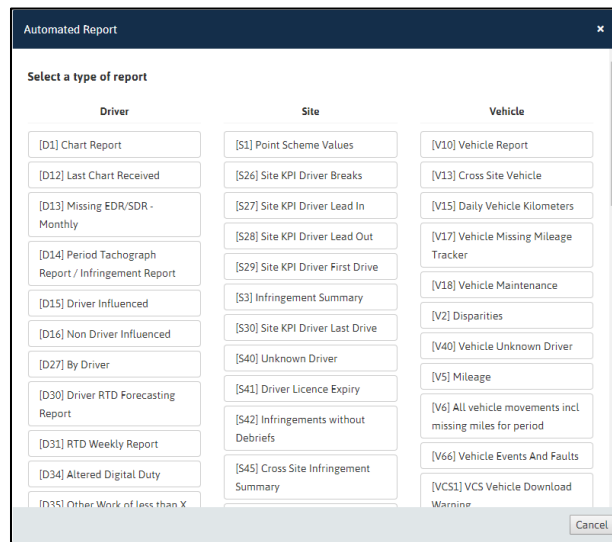 Automated Report
×
Select a type of report
Driver
[D1] Chart Report
[D12] Last Chart Received
[D13] Missing EDR/SDR -
Monthly
[D14] Period Tachograph
Report / Infringement Report
[D15] Driver Influenced
[D16] Non Driver Influenced
[D27] By Driver
[D30] Driver RTD Forecasting
Report
[D31] RTD Weekly Report
[D34] Altered Digital Duty
[D35] Other Work of less than X
Site
[S1] Point Scheme Values
[S26] Site KPI Driver Breaks
[S27] Site KPI Driver Lead In
[S28] Site KPI Driver Lead Out
[S29] Site KPI Driver First Drive
[S3] Infringement Summary
[S30] Site KPI Driver Last Drive
[S40] Unknown Driver
[S41] Driver Licence Expiry
[S42] Infringements without
Debriefs
[S45] Cross Site Infringement
Summary
Vehicle
[V10] Vehicle Report
[V13] Cross Site Vehicle
[V15] Daily Vehicle Kilometers
[V17] Vehicle Missing Mileage
Tracker
[V18] Vehicle Maintenance
[V2] Disparities
[V40] Vehicle Unknown Driver
[V5] Mileage
[V6] All vehicle movements incl
missing miles for period
[V66] Vehicle Events And Faults
[VCS1] VCS Vehicle Download
Warning
Cancel